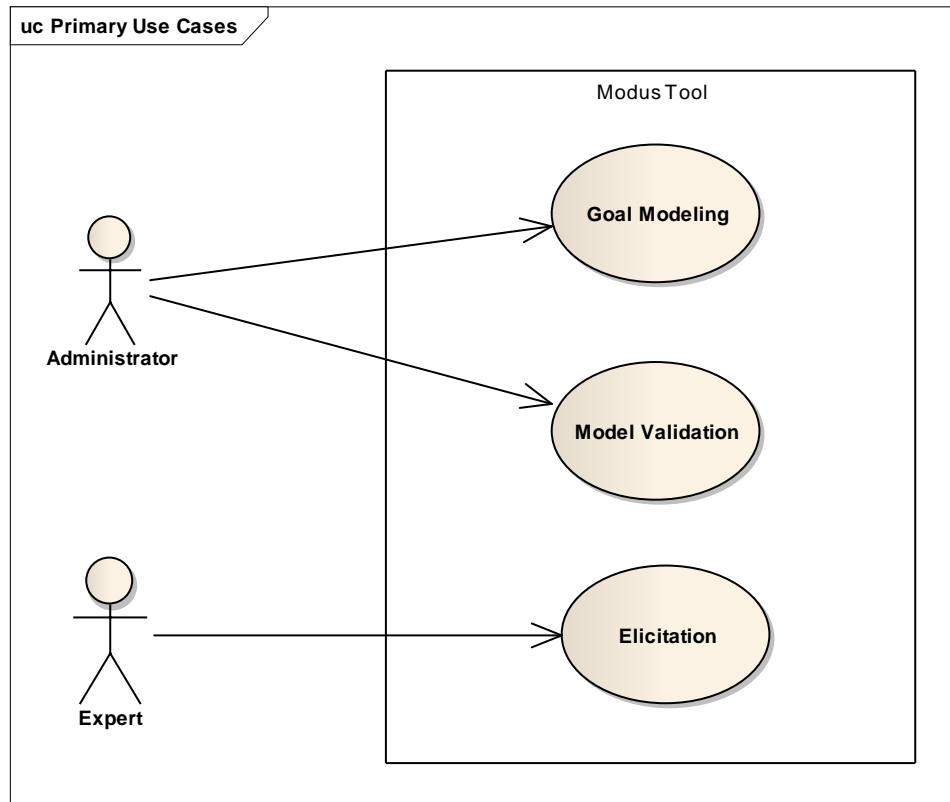 uc Primary Use Cases
Modus Tool
Goal Modeling
Administrator
Model Validation
Elicitation
Expert